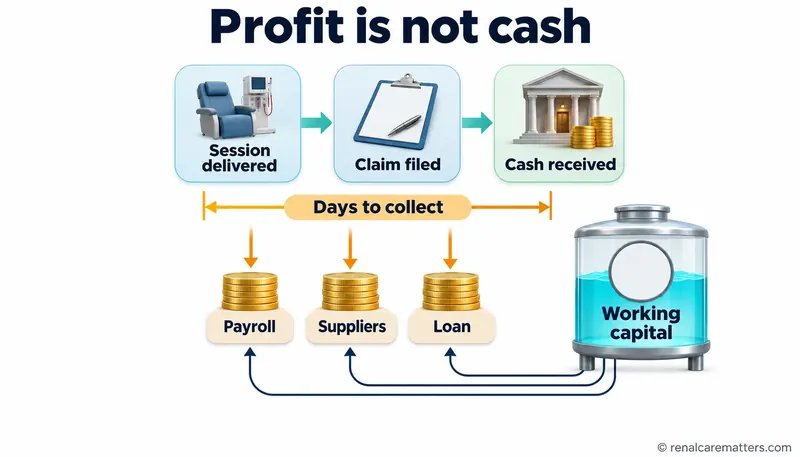 Profit is not cash
Session
delivered
Claim filed
Cash received
Days to collect
Payroll
Suppliers
Loan
Working
capital
© renalcarematters.com